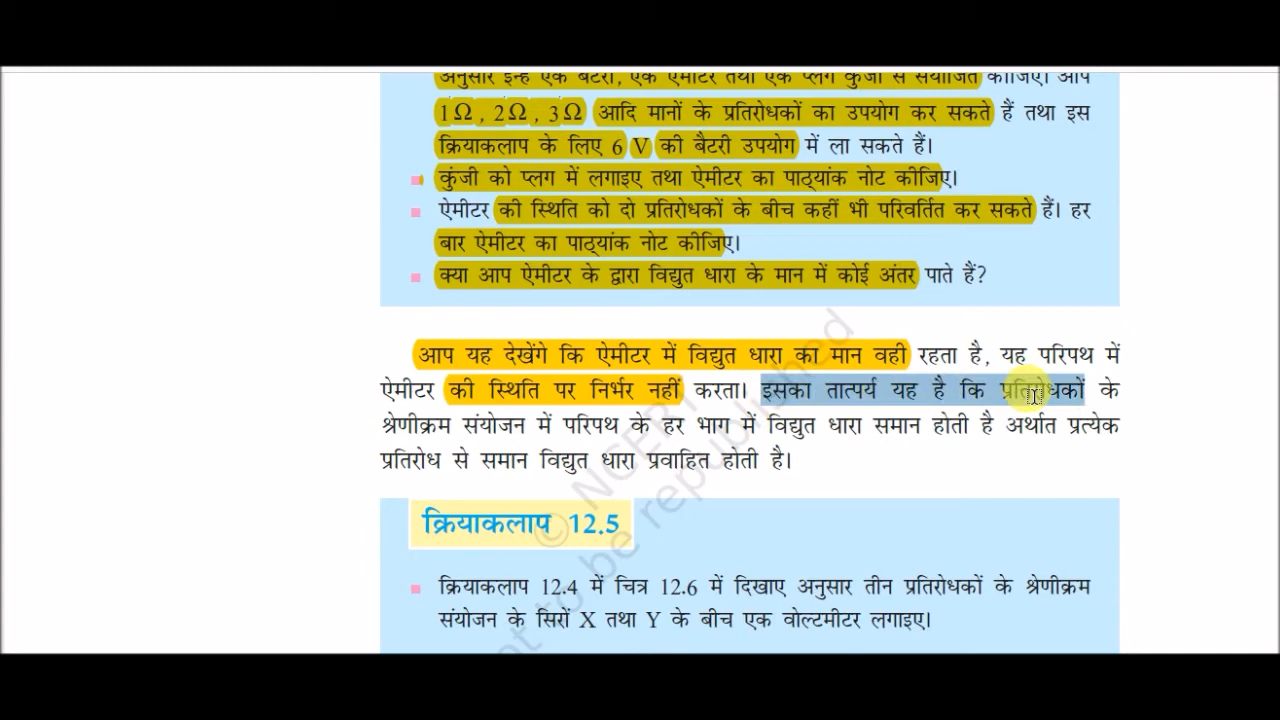 अनुसार इन्हें एक बैटरी, एक ऐमीटर तथा एक प्लग कुंजी से संयोजित कीजिए। आप
1Ω, 2Ω, 3Ω आदि मानों के प्रतिरोधकों का उपयोग कर सकते हैं तथा इस
क्रियाकलाप के लिए 6 V की बैटरी उपयोग में ला सकते हैं।
कुंजी को प्लग में लगाइए तथा ऐमीटर का पाठ्यांक नोट कीजिए।
ऐमीटर की स्थिति को दो प्रतिरोधकों के बीच कहीं भी परिवर्तित कर सकते हैं। हर
बार ऐमीटर का पाठ्यांक नोट कीजिए।
क्या आप ऐमीटर के द्वारा विद्युत धारा के मान में कोई अंतर पाते हैं?
आप यह देखेंगे कि ऐमीटर में विद्युत धारा का मान वही रहता है, यह परिपथ में
ऐमीटर की स्थिति पर निर्भर नहीं करता। इसका तात्पर्य यह है कि प्रतिरोधकों के
श्रेणीक्रम संयोजन में परिपथ के हर भाग में विद्युत धारा समान होती है अर्थात प्रत्येक
प्रतिरोध से समान विद्युत धारा प्रवाहित होती है।
© NCERT
not to be republished
क्रियाकलाप 12.5
क्रियाकलाप 12.4 में चित्र 12.6 में दिखाए अनुसार तीन प्रतिरोधकों के श्रेणीक्रम
संयोजन के सिरों X तथा Y के बीच एक वोल्टमीटर लगाइए।